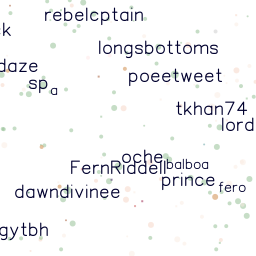 rebelcptain
k
longsbottoms
daze
poeetweet
sp
a
tkhan74
lord
oche
FernRiddell
balboa
prince
fero
dawndivinee
gytbh